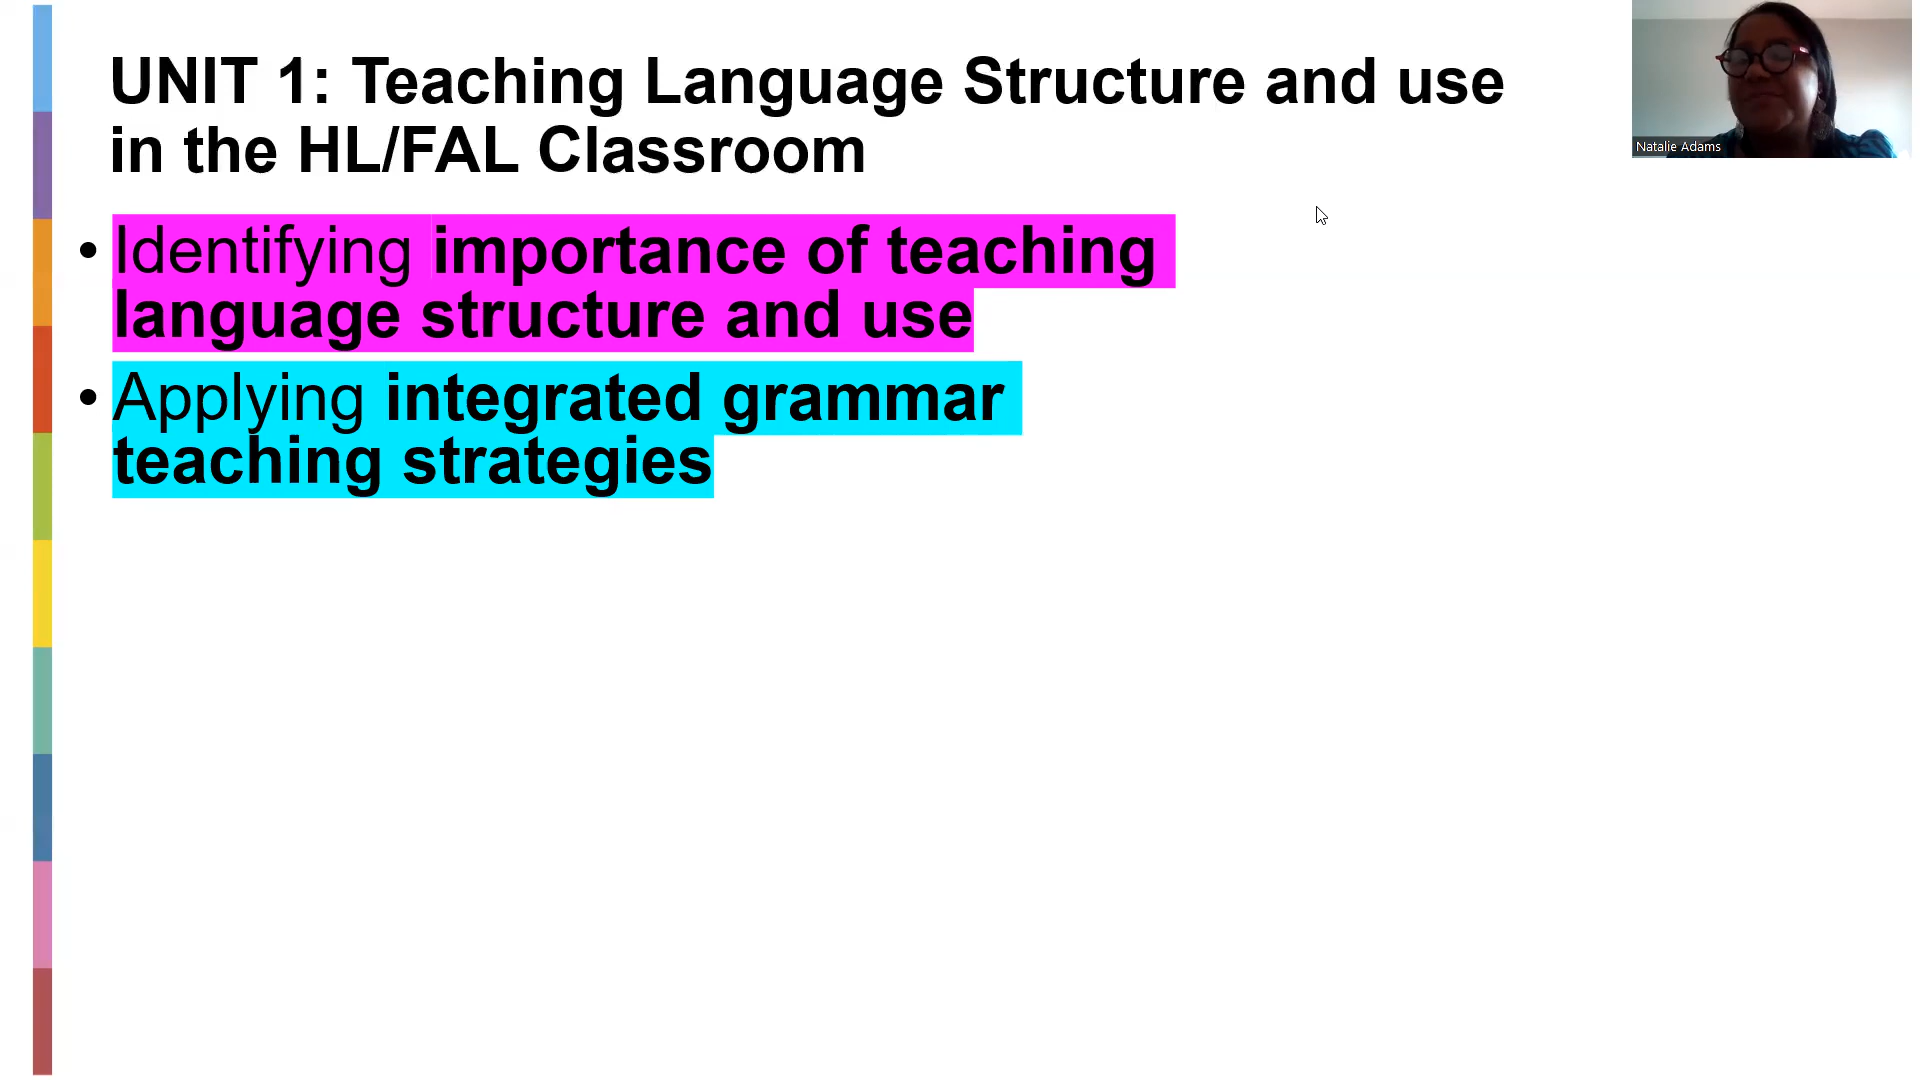 UNIT 1: Teaching Language Structure and use
in the HL/FAL Classroom
• Identifying importance of teaching
language structure and use
• Applying integrated grammar
teaching strategies
Natalie Adams